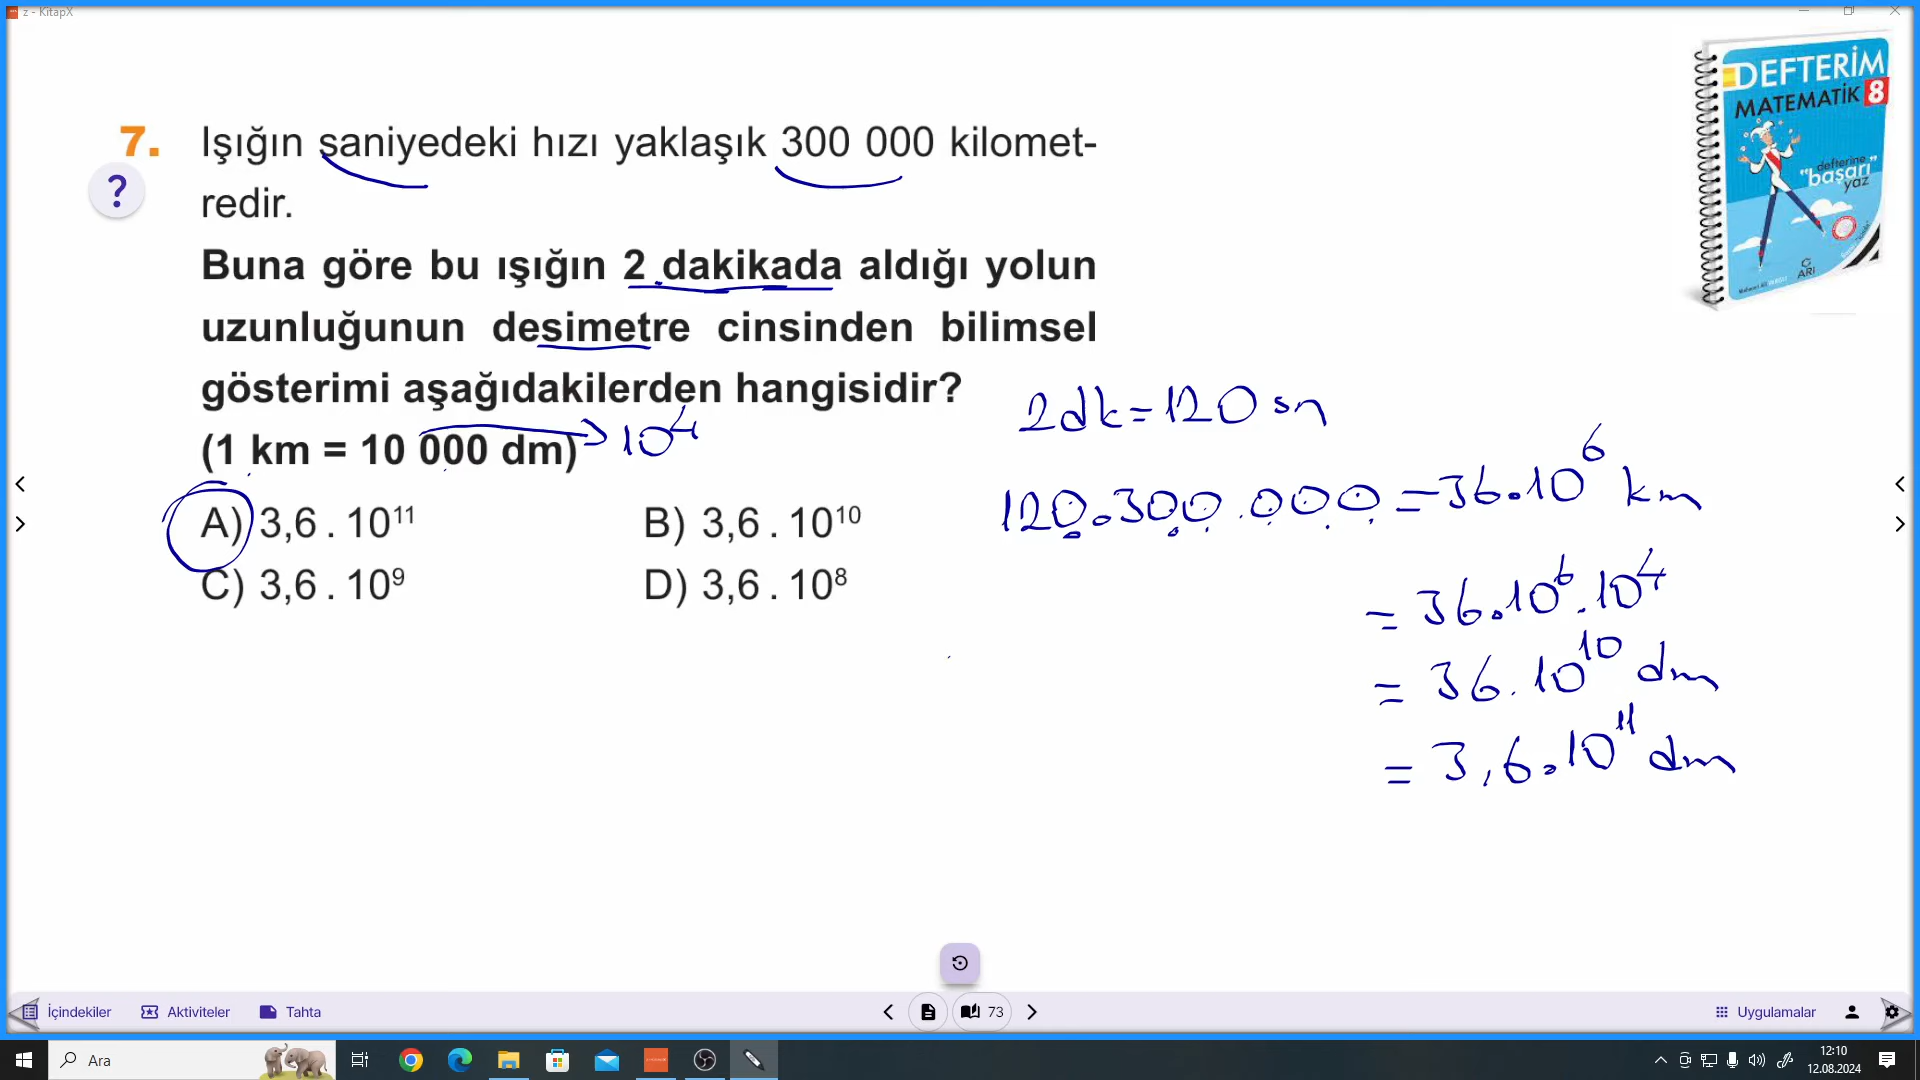 z - KitapX
DEFTERİM
MATEMATİK 8
defterine
"başarı"
yaz
ARI
7. Işığın saniyedeki hızı yaklaşık 300 000 kilomet-
redir.
?
Buna göre bu ışığın 2 dakikada aldığı yolun
uzunluğunun desimetre cinsinden bilimsel
gösterimi aşağıdakilerden hangisidir?
(1 km = 10 000 dm) → 10⁴
A) 3,6 . 10¹¹ B) 3,6 . 10¹⁰
C) 3,6 . 10⁹ D) 3,6 . 10⁸
2dk = 120 sn
120.300.000 = 36.10⁶ km
= 36.10⁶.10⁴
= 36.10¹⁰ dm
= 3,6.10¹¹ dm
İçindekiler Aktiviteler Tahta 73 Uygulamalar
Ara
12:10
12.08.2024